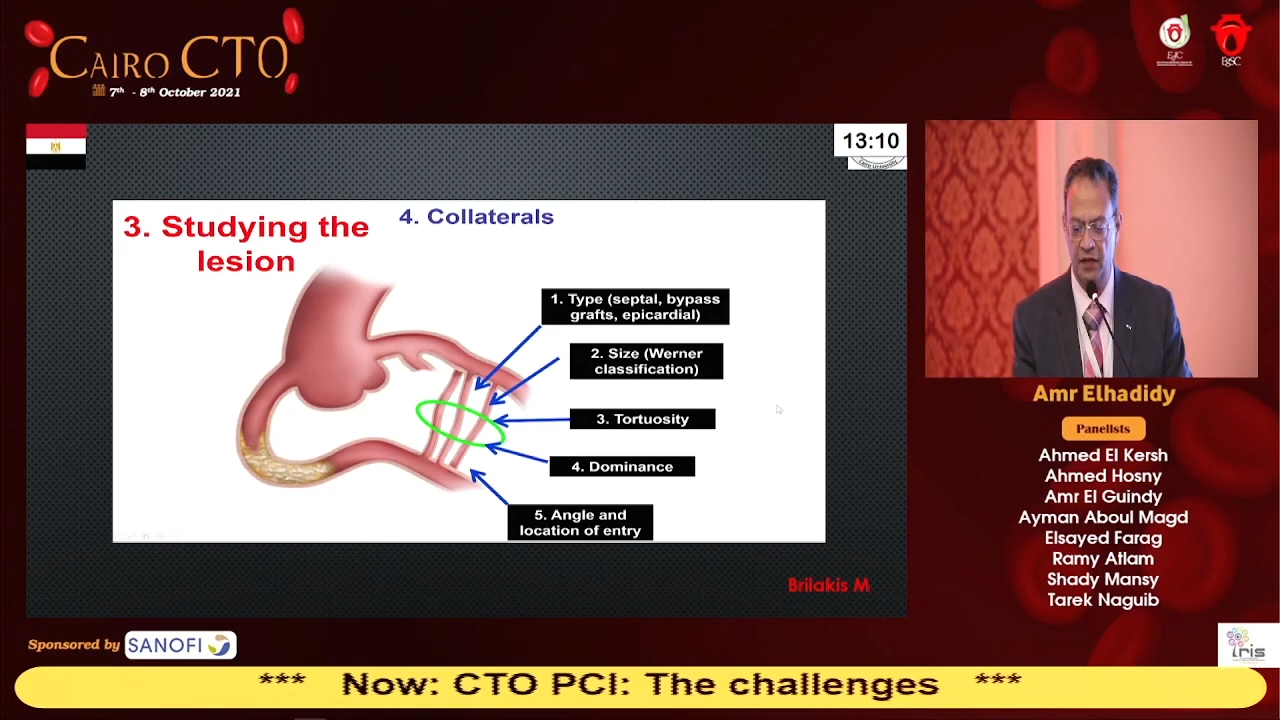 CAIRO CTO
7th - 8th October 2021
EgSC
13:10
Cairo University
3. Studying the
lesion
4. Collaterals
1. Type (septal, bypass
grafts, epicardial)
2. Size (Werner
classification)
3. Tortuosity
4. Dominance
5. Angle and
location of entry
Brilakis M
Amr Elhadidy
Panelists
Ahmed El Kersh
Ahmed Hosny
Amr El Guindy
Ayman Aboul Magd
Elsayed Farag
Ramy Atlam
Shady Mansy
Tarek Naguib
Sponsored by SANOFI
iris
*** Now: CTO PCI: The challenges ***